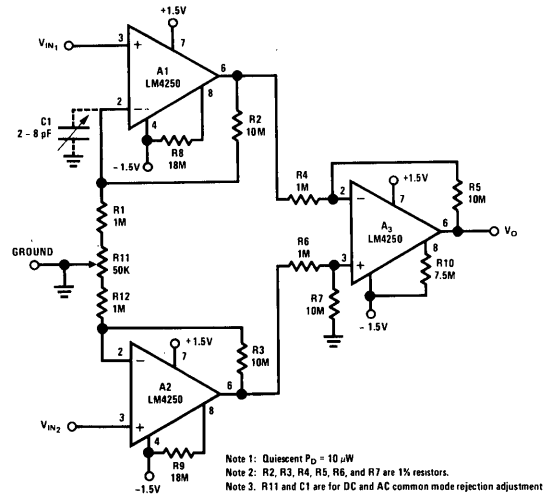 +1.5V
VIN1
3
+
7
A1
LM4250
6
2
-
8
4
C1
2 – 8 pF
R8
18M
– 1.5V
R2
10M
R1
1M
R4
1M
+1.5V
R5
10M
2
–
7
A3
LM4250
6
VO
GROUND
R11
50K
R6
1M
3
+
8
4
R10
7.5M
R7
10M
– 1.5V
R12
1M
+ 1.5V
2
–
7
R3
10M
A2
LM4250
6
8
VIN2
3
+
4
R9
18M
–1.5V
Note 1: Quiescent PD = 10 µW
Note 2: R2, R3, R4, R5, R6, and R7 are 1% resistors.
Note 3. R11 and C1 are for DC and AC common mode rejection adjustment